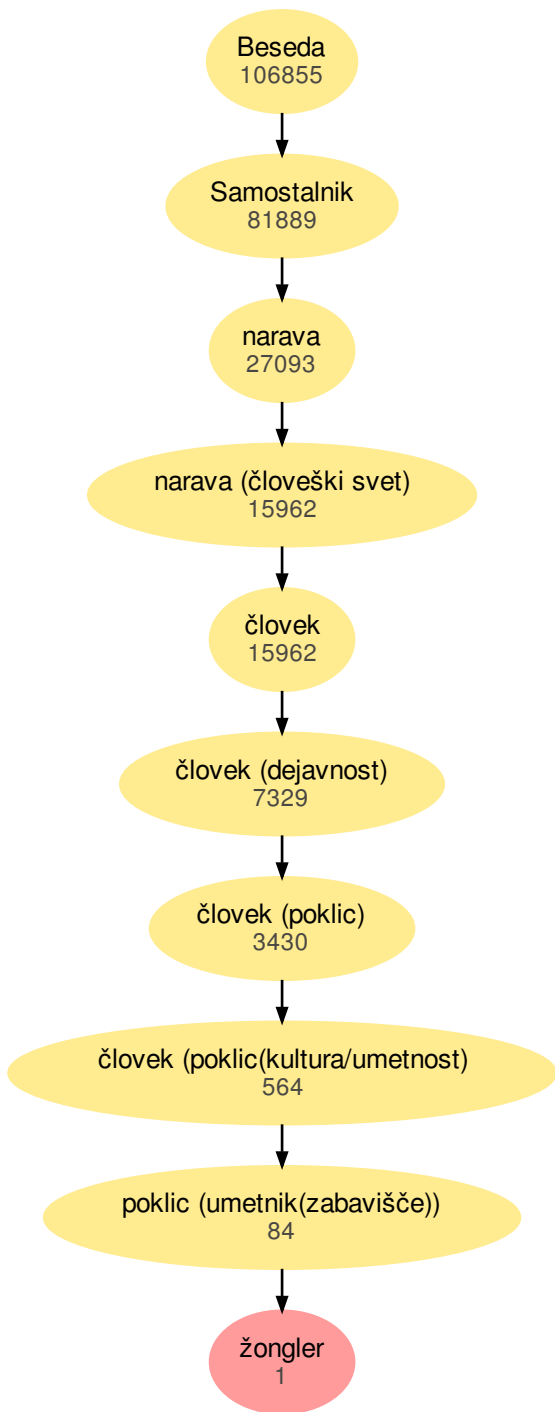 Beseda
106855
Samostalnik
81889
narava
27093
narava (človeški svet)
15962
človek
15962
človek (dejavnost)
7329
človek (poklic)
3430
človek (poklic(kultura/umetnost)
564
poklic (umetnik(zabavišče))
84
žongler
1